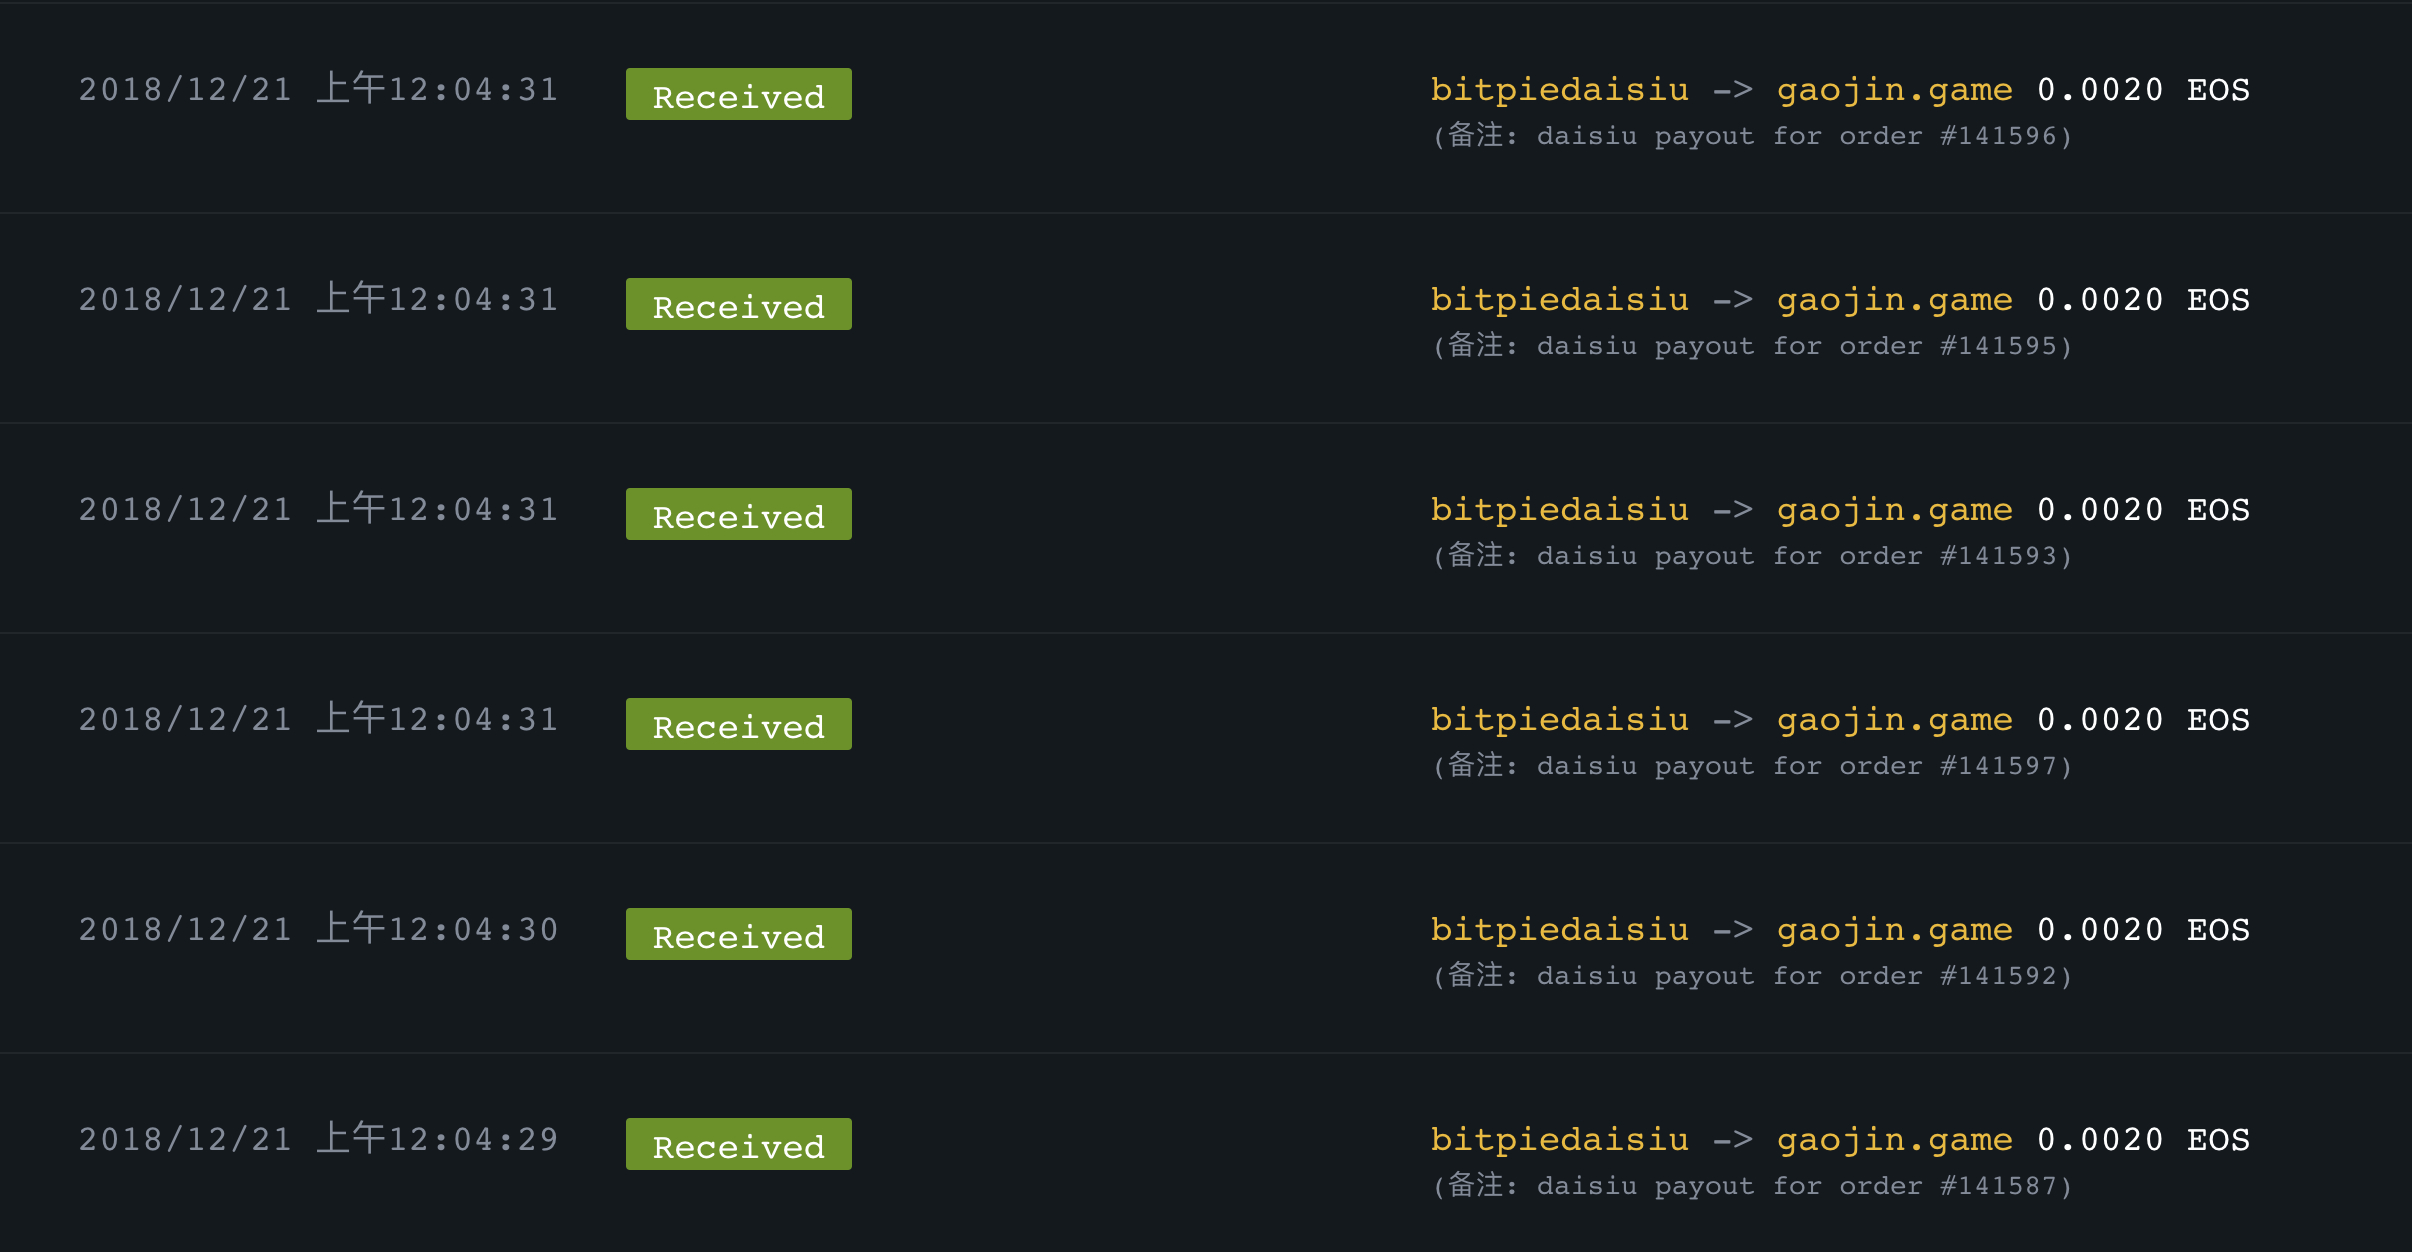 2018/12/21 上午12:04:31 Received bitpiedaisiu -> gaojin.game 0.0020 EOS
(备注: daisiu payout for order #141596)
2018/12/21 上午12:04:31 Received bitpiedaisiu -> gaojin.game 0.0020 EOS
(备注: daisiu payout for order #141595)
2018/12/21 上午12:04:31 Received bitpiedaisiu -> gaojin.game 0.0020 EOS
(备注: daisiu payout for order #141593)
2018/12/21 上午12:04:31 Received bitpiedaisiu -> gaojin.game 0.0020 EOS
(备注: daisiu payout for order #141597)
2018/12/21 上午12:04:30 Received bitpiedaisiu -> gaojin.game 0.0020 EOS
(备注: daisiu payout for order #141592)
2018/12/21 上午12:04:29 Received bitpiedaisiu -> gaojin.game 0.0020 EOS
(备注: daisiu payout for order #141587)